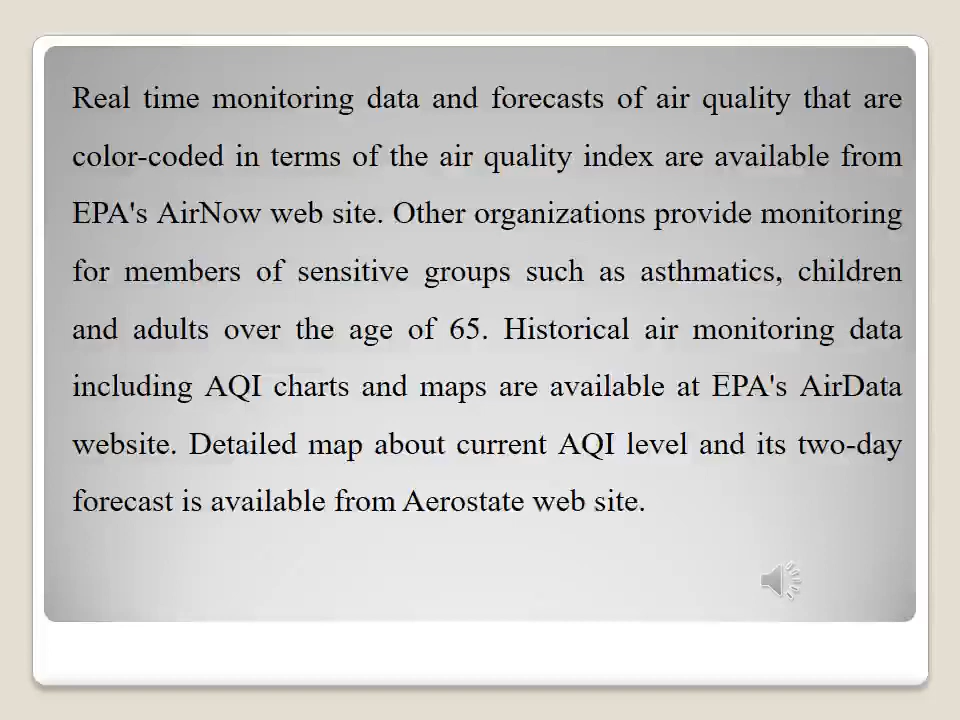 Real time monitoring data and forecasts of air quality that are
color-coded in terms of the air quality index are available from
EPA's AirNow web site. Other organizations provide monitoring
for members of sensitive groups such as asthmatics, children
and adults over the age of 65. Historical air monitoring data
including AQI charts and maps are available at EPA's AirData
website. Detailed map about current AQI level and its two-day
forecast is available from Aerostate web site.